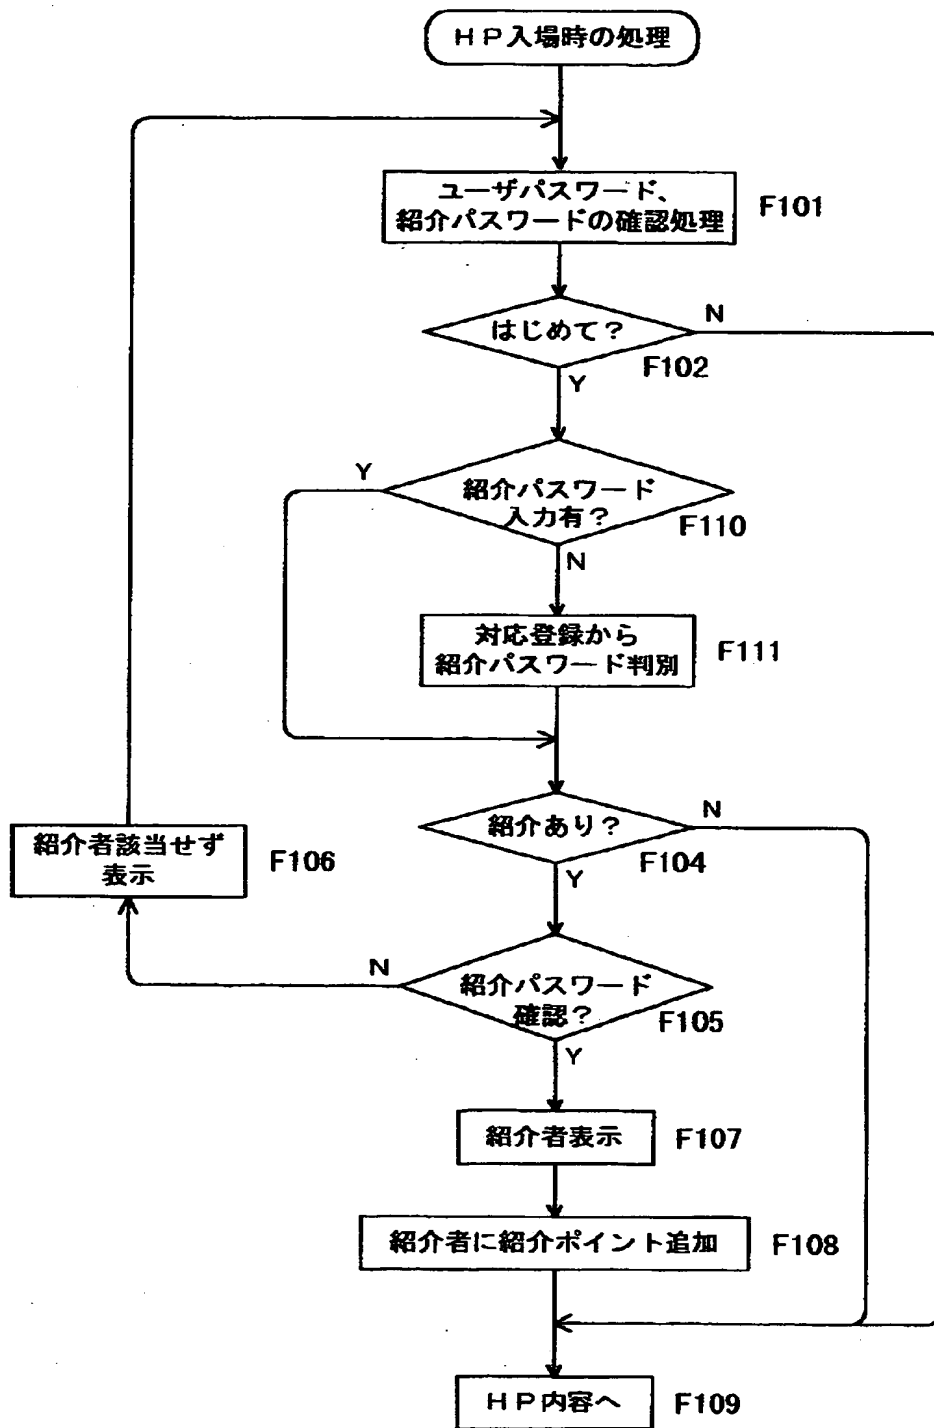 HP入場時の処理
ユーザパスワード、
紹介パスワードの確認処理
F101
はじめて?
N
F102
Y
Y
紹介パスワード
入力有?
F110
N
対応登録から
紹介パスワード判別
F111
紹介あり?
N
F104
Y
紹介者該当せず
表示
F106
N
紹介パスワード
確認?
F105
Y
紹介者表示
F107
紹介者に紹介ポイント追加
F108
HP内容へ
F109